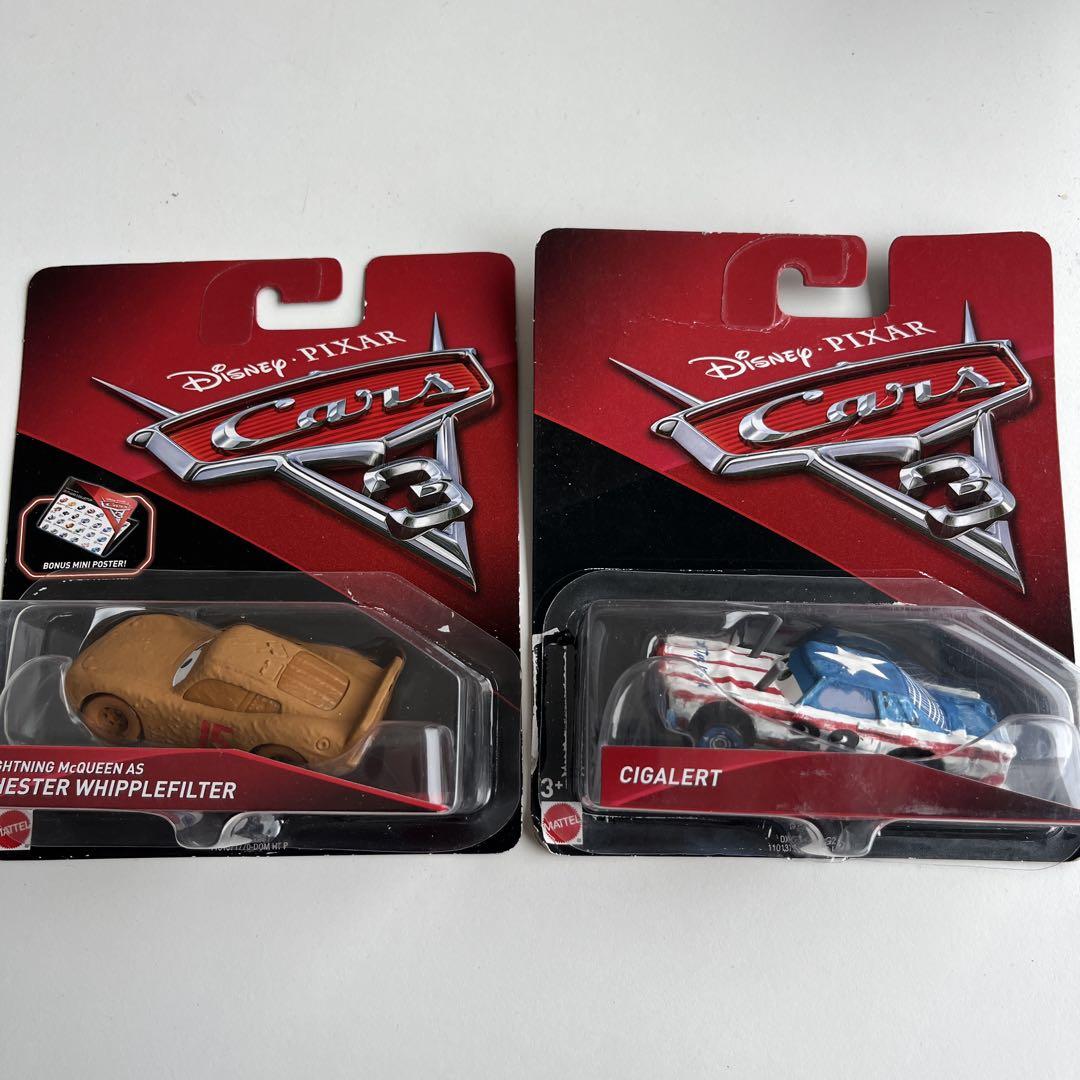 DISNEY · PIXAR
Cars
3
BONUS MINI POSTER!
15
GHTNING McQUEEN AS
HESTER WHIPPLEFILTER
MATTEL
DISNEY · PIXAR
Cars
3
CIGALERT
3+
MATTEL